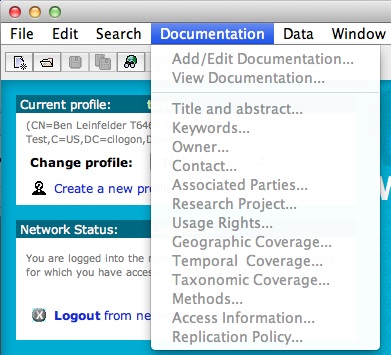 File Edit Search Documentation Data Window
Add/Edit Documentation...
View Documentation...
Title and abstract...
Keywords...
Owner...
Contact...
Associated Parties...
Research Project...
Usage Rights...
Geographic Coverage...
Temporal Coverage...
Taxonomic Coverage...
Methods...
Access Information...
Replication Policy...
Current profile:
(CN=Ben Leinfelder T646
Test,C=US,DC=cilogon,D
Change profile:
Create a new pro
Network Status:
You are logged into the n
for which you have acces
Logout from ne